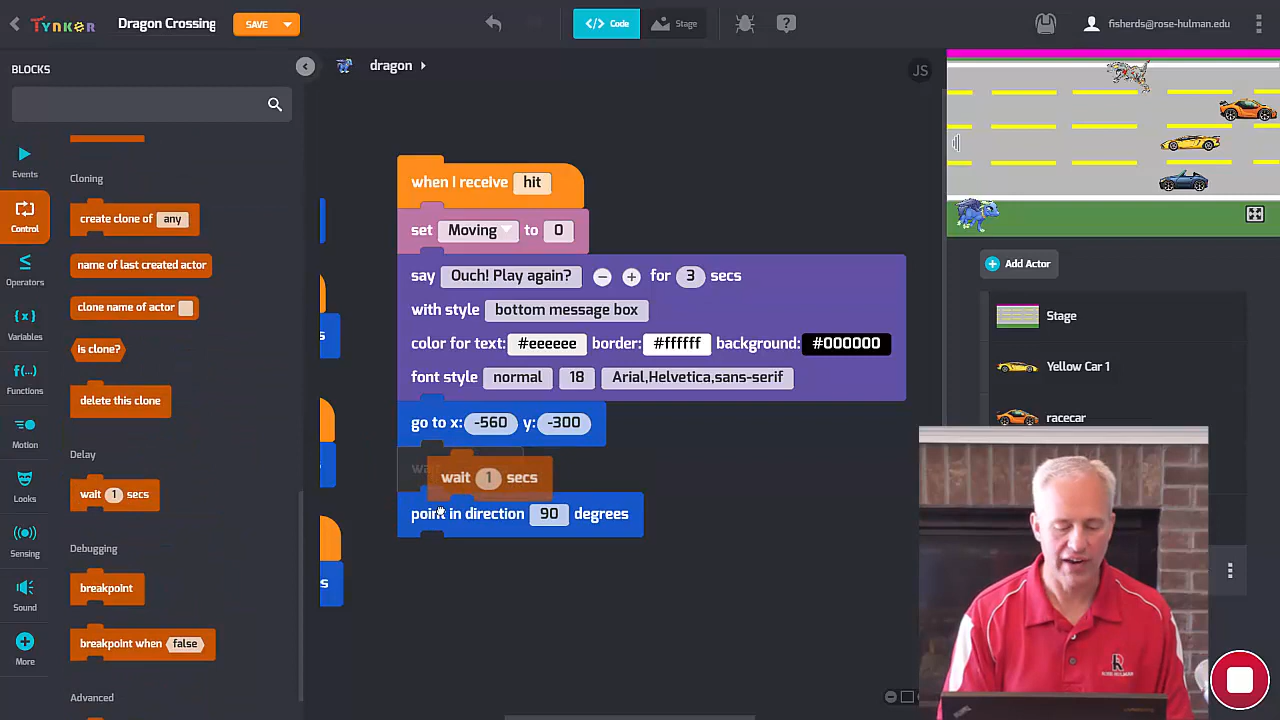 TYNKER
Dragon Crossing
SAVE
</> Code
Stage
?
fisherds@rose-hulman.edu
BLOCKS
dragon
JS
Events
Control
Operators
Variables
Functions
Motion
Looks
Sensing
Sound
More
Cloning
create clone of any
name of last created actor
clone name of actor
is clone?
delete this clone
Delay
wait 1 secs
Debugging
breakpoint
breakpoint when false
Advanced
when I receive hit
set Moving to 0
say Ouch! Play again? for 3 secs
with style bottom message box
color for text: #eeeeee border: #ffffff background: #000000
font style normal 18 Arial,Helvetica,sans-serif
go to x: -560 y: -300
wait 1 secs
point in direction 90 degrees
s
s
Add Actor
Stage
Yellow Car 1
racecar
ROSE-HULMAN